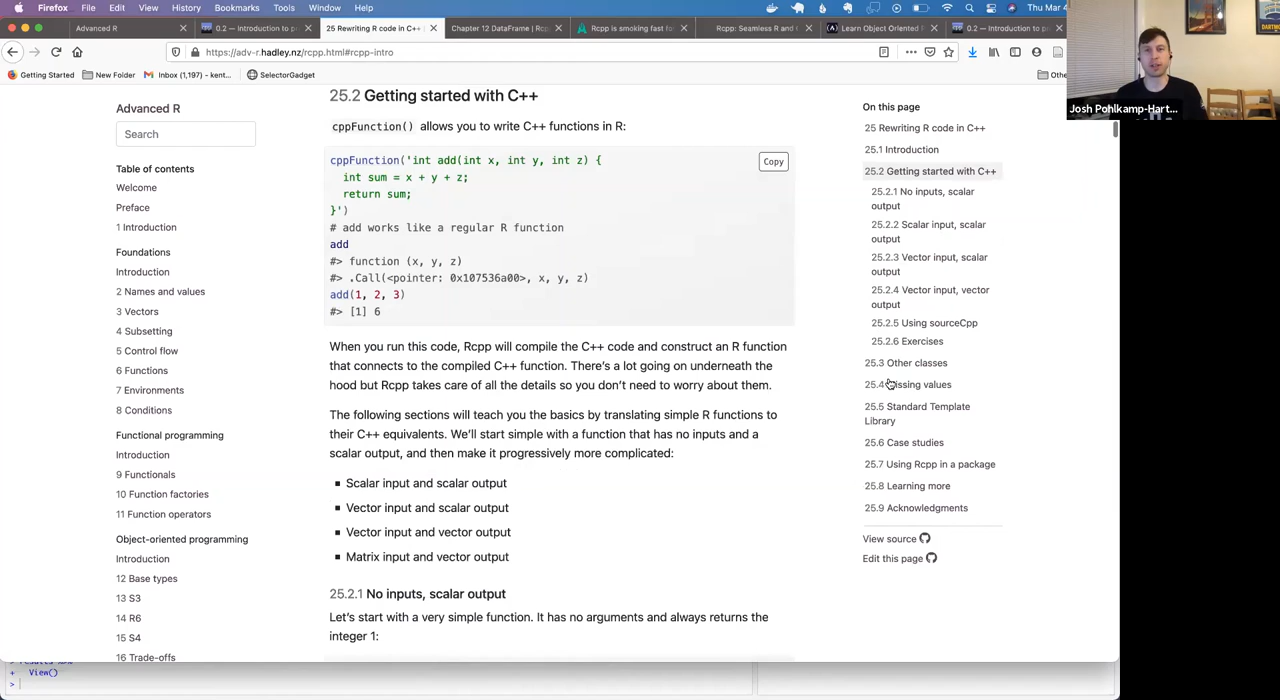 Firefox File Edit View History Bookmarks Tools Window Help Thu Mar 4
Advanced R
0.2 — Introduction to p
25 Rewriting R code in C++
Chapter 12 DataFrame | Rc
Rcpp is smoking fast fo
Rcpp: Seamless R and
Learn Object Oriented
0.2 — Introduction to p
https://adv-r.hadley.nz/rcpp.html#rcpp-intro
Getting Started New Folder Inbox (1,197) - kent... SelectorGadget Othe
Josh Pohlkamp-Hart...
Advanced R
Search
Table of contents
Welcome
Preface
1 Introduction
Foundations
Introduction
2 Names and values
3 Vectors
4 Subsetting
5 Control flow
6 Functions
7 Environments
8 Conditions
Functional programming
Introduction
9 Functionals
10 Function factories
11 Function operators
Object-oriented programming
Introduction
12 Base types
13 S3
14 R6
15 S4
16 Trade-offs
25.2 Getting started with C++
cppFunction() allows you to write C++ functions in R:
Copy
cppFunction('int add(int x, int y, int z) {
int sum = x + y + z;
return sum;
}')
# add works like a regular R function
add
#> function (x, y, z)
#> .Call(<pointer: 0x107536a00>, x, y, z)
add(1, 2, 3)
#> [1] 6
When you run this code, Rcpp will compile the C++ code and construct an R function
that connects to the compiled C++ function. There's a lot going on underneath the
hood but Rcpp takes care of all the details so you don't need to worry about them.
The following sections will teach you the basics by translating simple R functions to
their C++ equivalents. We'll start simple with a function that has no inputs and a
scalar output, and then make it progressively more complicated:
Scalar input and scalar output
Vector input and scalar output
Vector input and vector output
Matrix input and vector output
25.2.1 No inputs, scalar output
Let's start with a very simple function. It has no arguments and always returns the
integer 1:
On this page
25 Rewriting R code in C++
25.1 Introduction
25.2 Getting started with C++
25.2.1 No inputs, scalar
output
25.2.2 Scalar input, scalar
output
25.2.3 Vector input, scalar
output
25.2.4 Vector input, vector
output
25.2.5 Using sourceCpp
25.2.6 Exercises
25.3 Other classes
25.4 Missing values
25.5 Standard Template
Library
25.6 Case studies
25.7 Using Rcpp in a package
25.8 Learning more
25.9 Acknowledgments
View source
Edit this page
+ View()
>